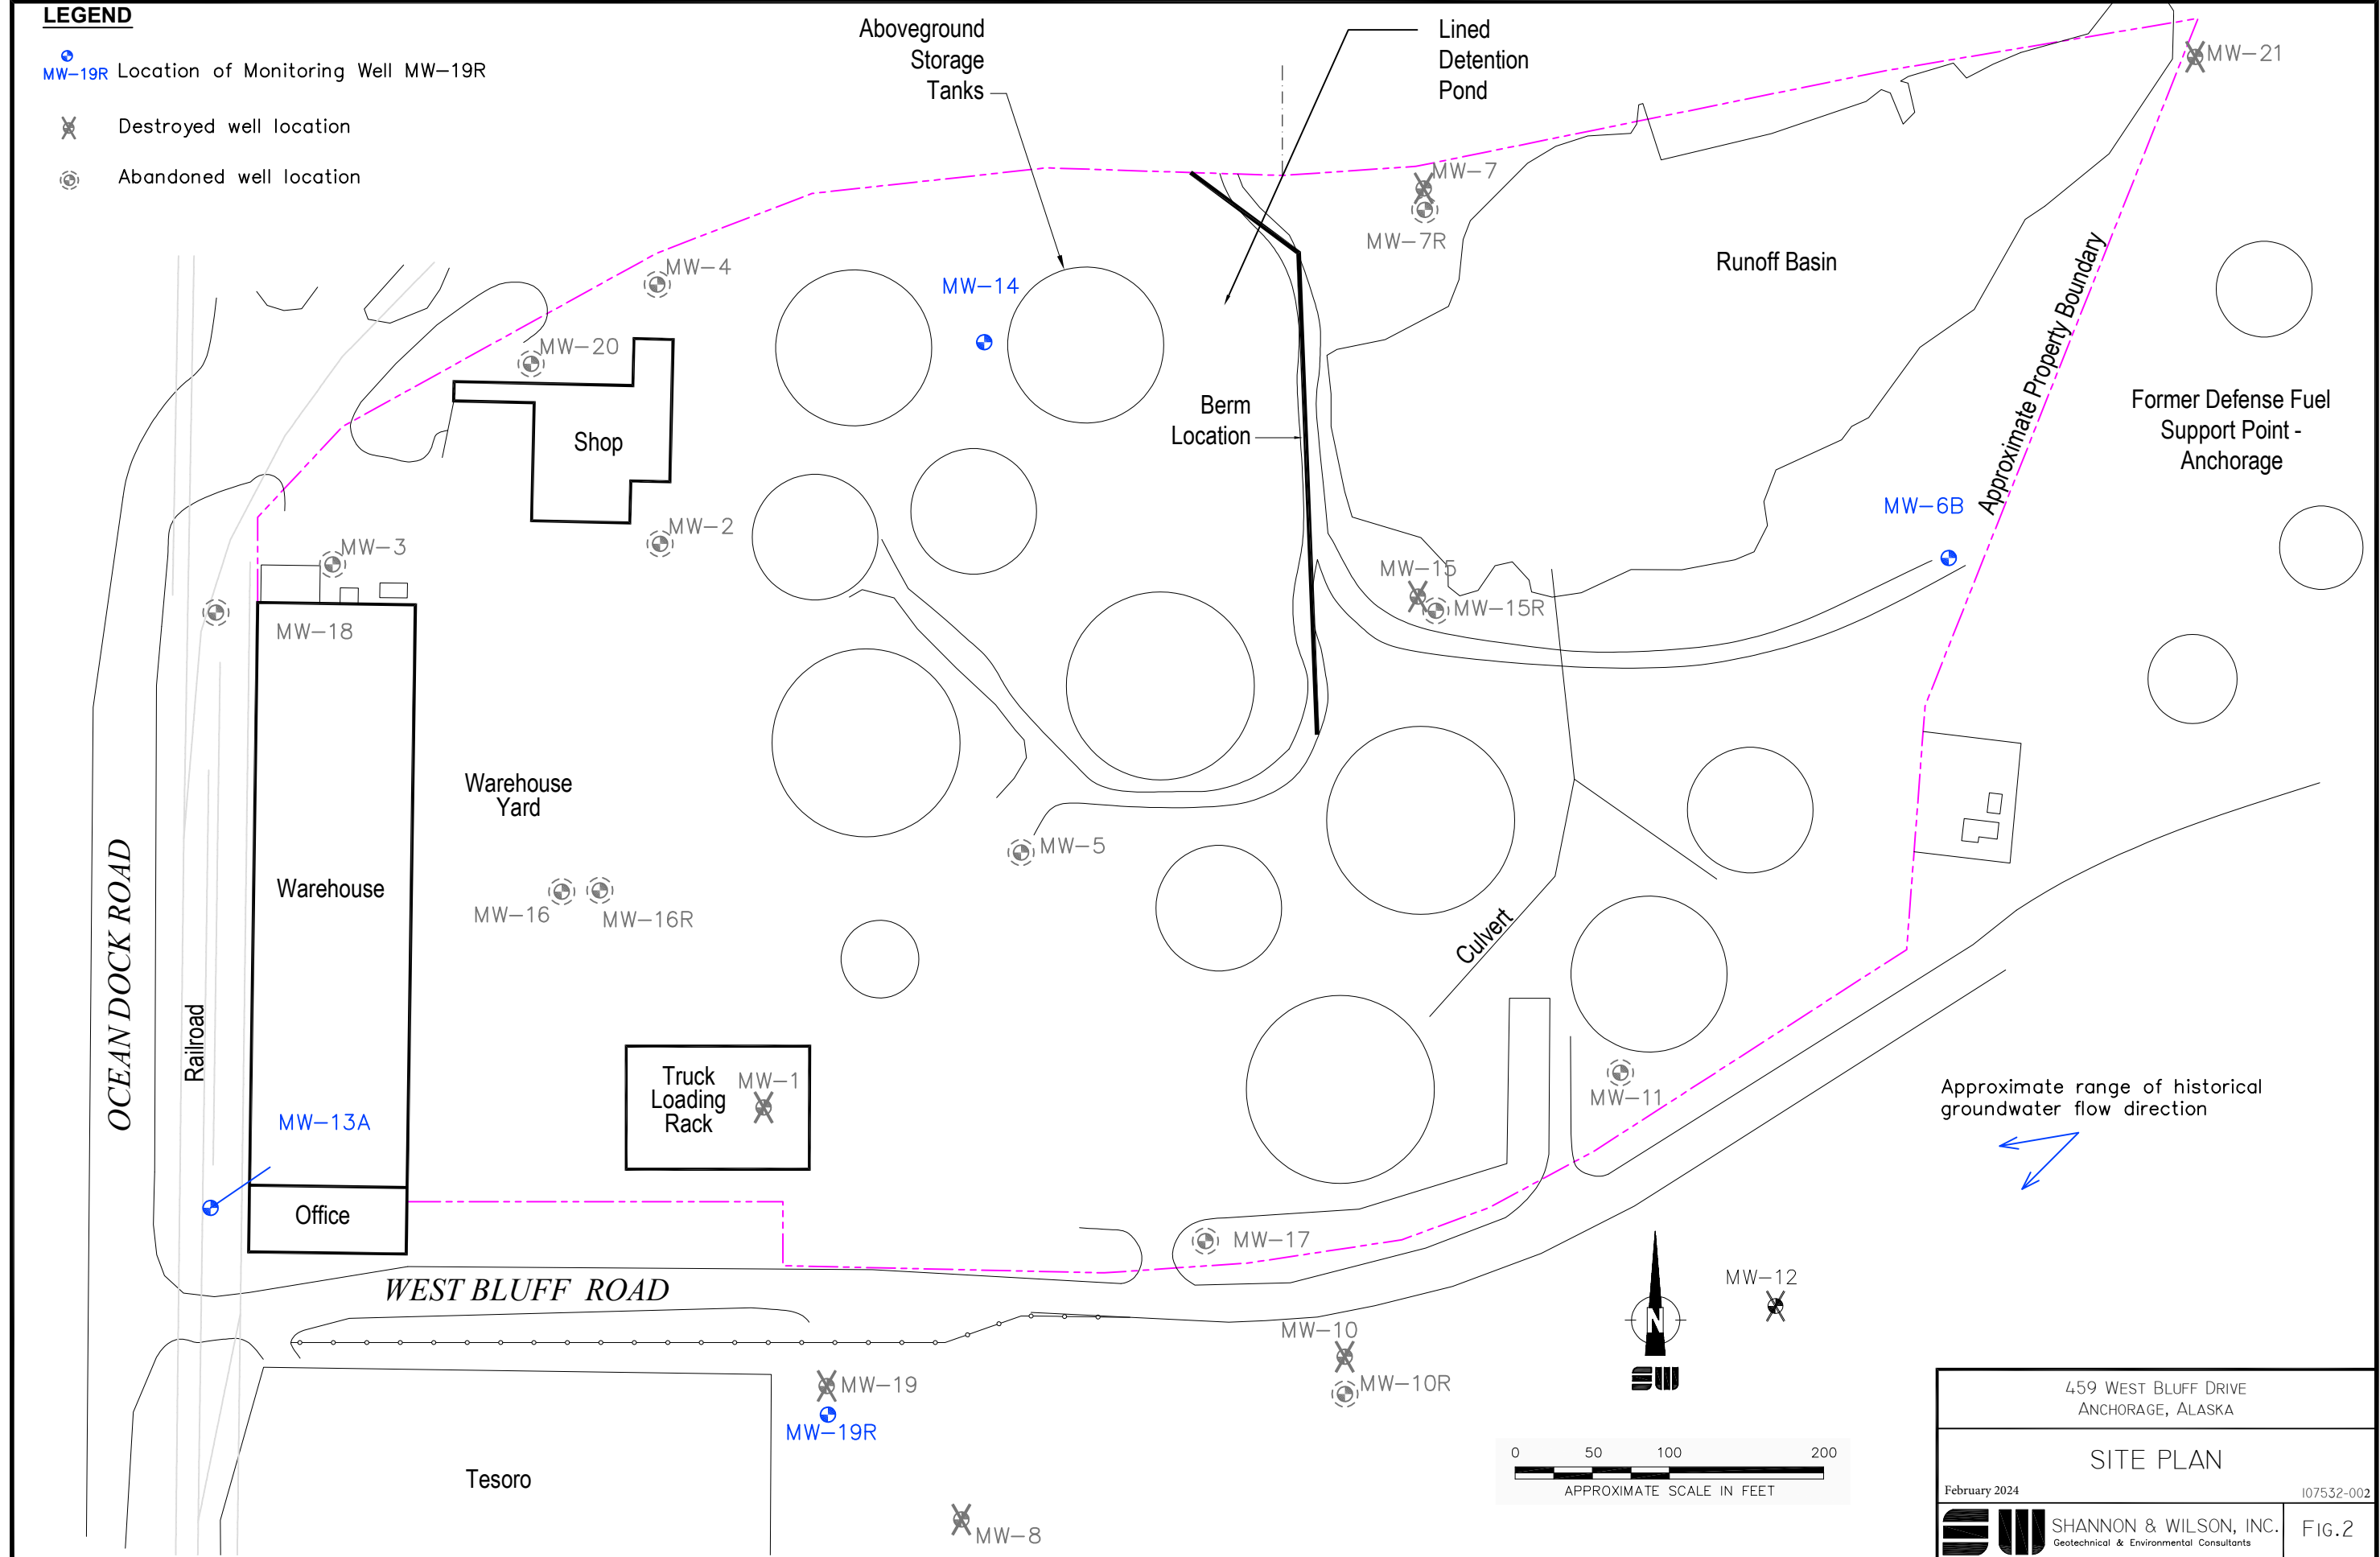 LEGEND
MW-19R Location of Monitoring Well MW-19R
Destroyed well location
Abandoned well location
Aboveground
Storage
Tanks
Lined
Detention
Pond
MW-21
MW-7
MW-7R
Runoff Basin
MW-4
MW-14
MW-20
Shop
Berm
Location
Approximate Property Boundary
Former Defense Fuel
Support Point -
Anchorage
MW-6B
MW-2
MW-3
MW-15
MW-15R
MW-18
Warehouse
Yard
MW-5
Warehouse
MW-16
MW-16R
Culvert
OCEAN DOCK ROAD
Railroad
Truck
Loading
Rack
MW-1
MW-11
MW-13A
Approximate range of historical
groundwater flow direction
Office
MW-17
WEST BLUFF ROAD
MW-12
N
SW
MW-10
MW-10R
MW-19
MW-19R
Tesoro
MW-8
0 50 100 200
APPROXIMATE SCALE IN FEET
459 WEST BLUFF DRIVE
ANCHORAGE, ALASKA
SITE PLAN
February 2024
107532-002
SW
SHANNON & WILSON, INC.
Geotechnical & Environmental Consultants
FIG.2